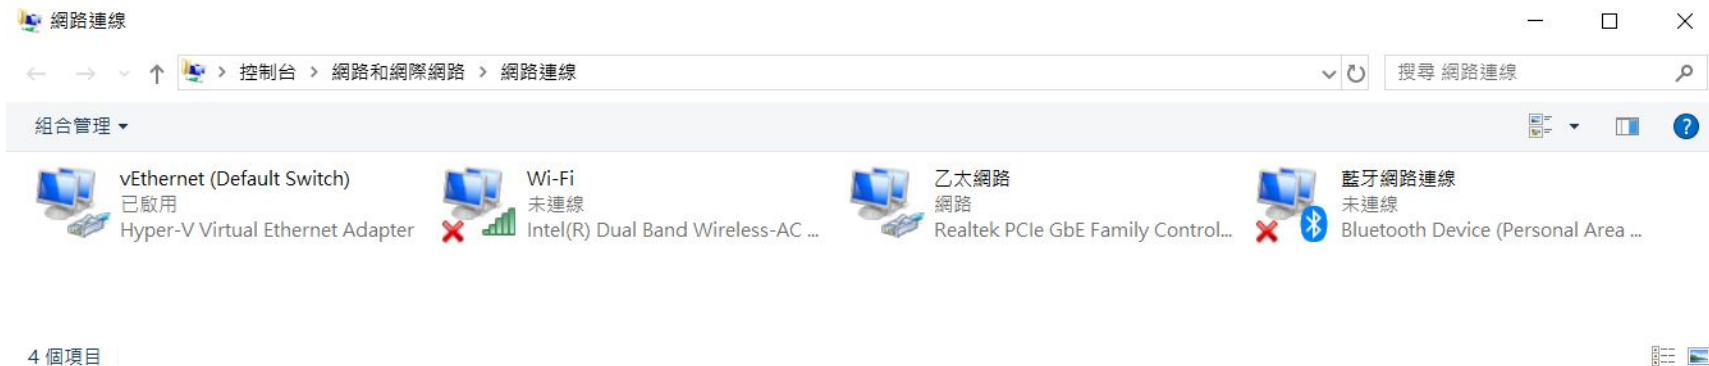 網路連線
控制台 > 網路和網際網路 > 網路連線
搜尋 網路連線
組合管理
vEthernet (Default Switch)
已啟用
Hyper-V Virtual Ethernet Adapter
Wi-Fi
未連線
Intel(R) Dual Band Wireless-AC ...
乙太網路
網路
Realtek PCIe GbE Family Control...
藍牙網路連線
未連線
Bluetooth Device (Personal Area ...
4 個項目